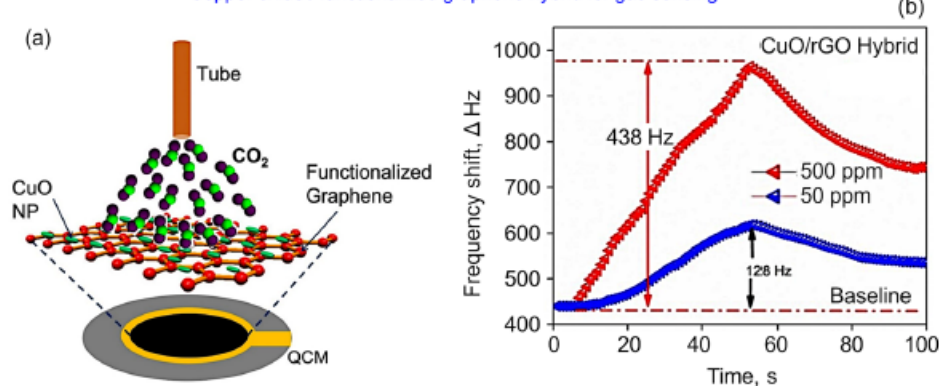 (a)
Tube
CO2
CuO
NP
Functionalized
Graphene
QCM
(b)
CuO/rGO Hybrid
438 Hz
500 ppm
50 ppm
128 Hz
Baseline
Frequency shift, Δ Hz
1000
900
800
700
600
500
400
0 20 40 60 80 100
Time, s